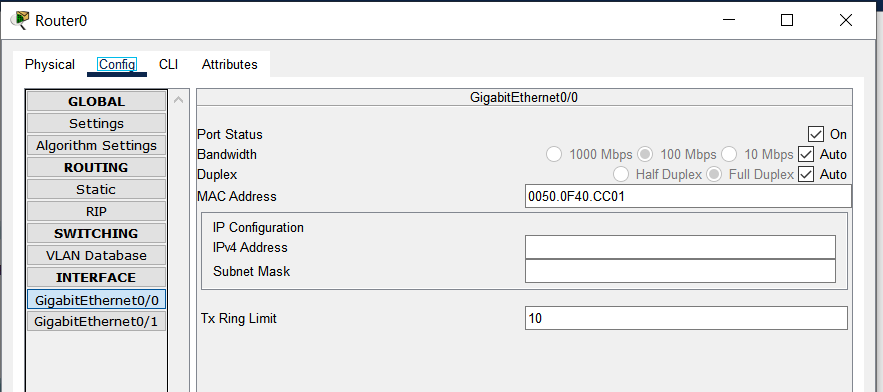 Router0
Physical Config CLI Attributes
GLOBAL
Settings
Algorithm Settings
ROUTING
Static
RIP
SWITCHING
VLAN Database
INTERFACE
GigabitEthernet0/0
GigabitEthernet0/1
GigabitEthernet0/0
Port Status On
Bandwidth 1000 Mbps 100 Mbps 10 Mbps Auto
Duplex Half Duplex Full Duplex Auto
MAC Address 0050.0F40.CC01
IP Configuration
IPv4 Address
Subnet Mask
Tx Ring Limit 10